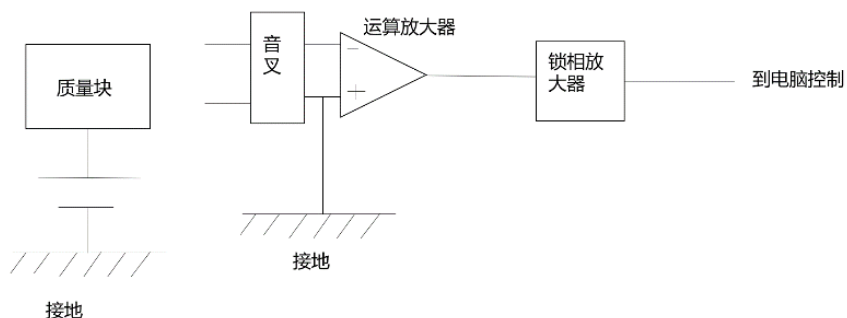 音
叉
运算放大器
质量块
锁相放
大器
到电脑控制
接地
接地